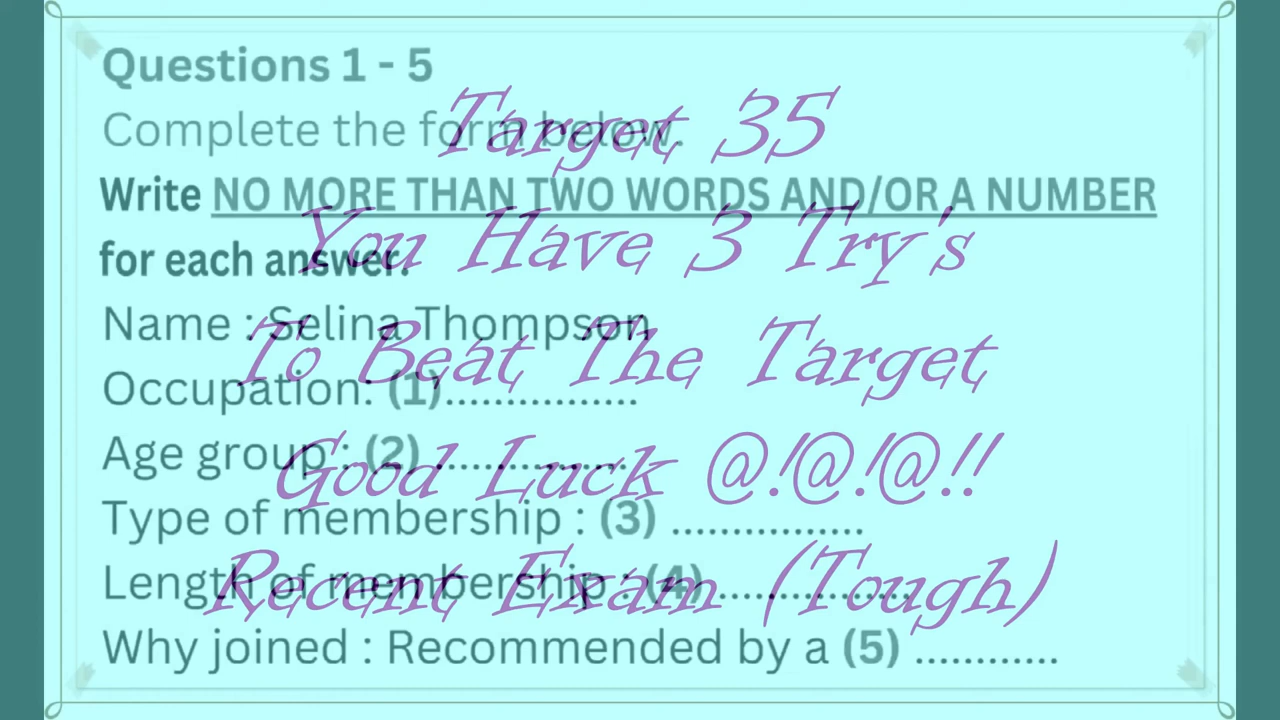 Questions 1 - 5
Complete the form below.
Target 35
Write NO MORE THAN TWO WORDS AND/OR A NUMBER
You Have 3 Try's
for each answer.
Name : Selina Thompson
To Beat The Target
Occupation: (1)................
Age group : (2) ................
Good Luck @!@!@!!
Type of membership : (3) ................
Length of membership : (4) ................
Recent Exam (Tough)
Why joined : Recommended by a (5) ............